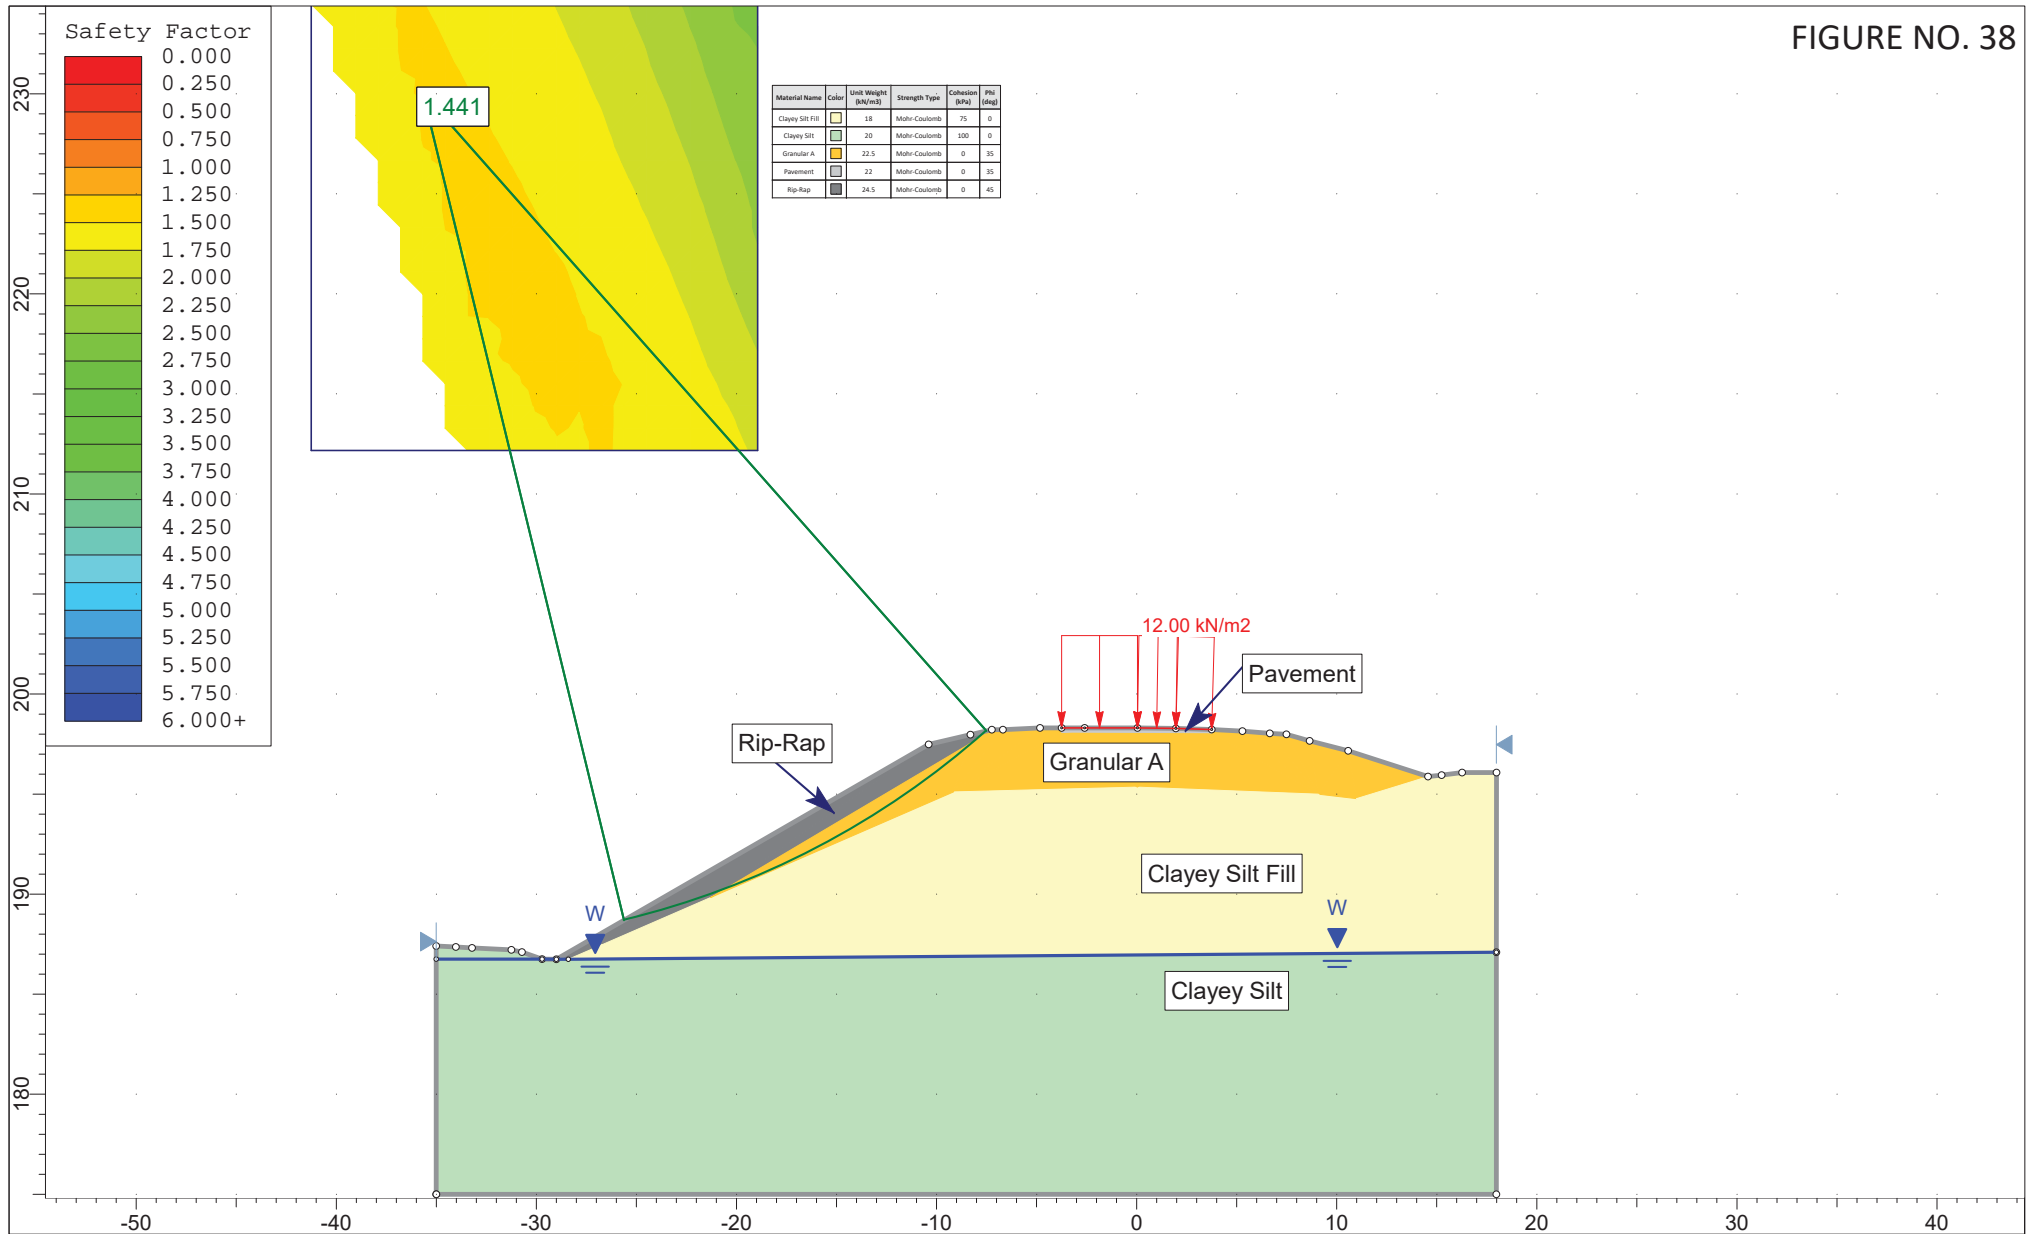 FIGURE NO. 38
Safety Factor
0.000
0.250
0.500
0.750
1.000
1.250
1.500
1.750
2.000
2.250
2.500
2.750
3.000
3.250
3.500
3.750
4.000
4.250
4.500
4.750
5.000
5.250
5.500
5.750
6.000+
1.441
Material Name Color Unit Weight (kN/m3) Strength Type Cohesion (kPa) Phi (deg)
Clayey Silt Fill 18 Mohr-Coulomb 75 0
Clayey Silt 20 Mohr-Coulomb 100 0
Granular A 22.5 Mohr-Coulomb 0 35
Pavement 22 Mohr-Coulomb 0 35
Rip-Rap 24.5 Mohr-Coulomb 0 45
12.00 kN/m2
Pavement
Rip-Rap
Granular A
Clayey Silt Fill
W
W
Clayey Silt
230
220
210
200
190
180
-50 -40 -30 -20 -10 0 10 20 30 40